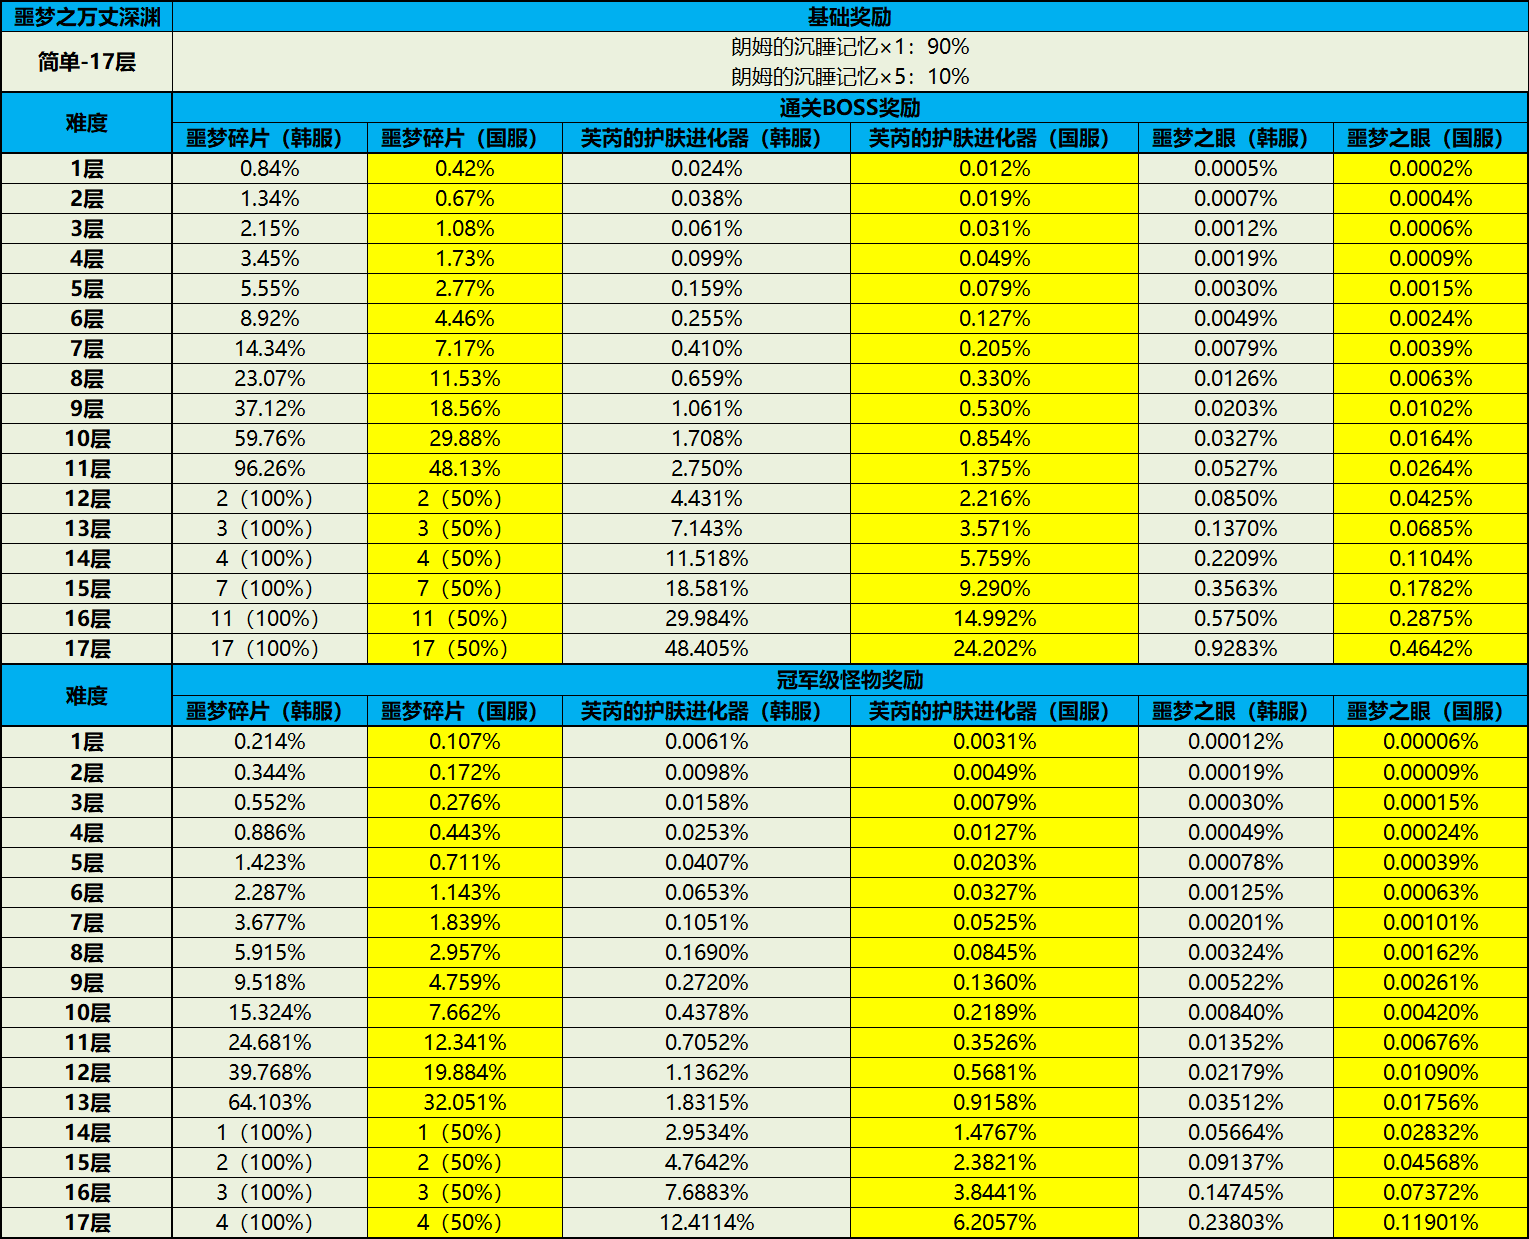 噩梦之万丈深渊 基础奖励
简单-17层
朗姆的沉睡记忆×1：90%
朗姆的沉睡记忆×5：10%
难度 通关BOSS奖励
噩梦碎片（韩服） 噩梦碎片（国服） 芙芮的护肤进化器（韩服） 芙芮的护肤进化器（国服） 噩梦之眼（韩服） 噩梦之眼（国服）
1层 0.84% 0.42% 0.024% 0.012% 0.0005% 0.0002%
2层 1.34% 0.67% 0.038% 0.019% 0.0007% 0.0004%
3层 2.15% 1.08% 0.061% 0.031% 0.0012% 0.0006%
4层 3.45% 1.73% 0.099% 0.049% 0.0019% 0.0009%
5层 5.55% 2.77% 0.159% 0.079% 0.0030% 0.0015%
6层 8.92% 4.46% 0.255% 0.127% 0.0049% 0.0024%
7层 14.34% 7.17% 0.410% 0.205% 0.0079% 0.0039%
8层 23.07% 11.53% 0.659% 0.330% 0.0126% 0.0063%
9层 37.12% 18.56% 1.061% 0.530% 0.0203% 0.0102%
10层 59.76% 29.88% 1.708% 0.854% 0.0327% 0.0164%
11层 96.26% 48.13% 2.750% 1.375% 0.0527% 0.0264%
12层 2（100%） 2（50%） 4.431% 2.216% 0.0850% 0.0425%
13层 3（100%） 3（50%） 7.143% 3.571% 0.1370% 0.0685%
14层 4（100%） 4（50%） 11.518% 5.759% 0.2209% 0.1104%
15层 7（100%） 7（50%） 18.581% 9.290% 0.3563% 0.1782%
16层 11（100%） 11（50%） 29.984% 14.992% 0.5750% 0.2875%
17层 17（100%） 17（50%） 48.405% 24.202% 0.9283% 0.4642%
难度 冠军级怪物奖励
噩梦碎片（韩服） 噩梦碎片（国服） 芙芮的护肤进化器（韩服） 芙芮的护肤进化器（国服） 噩梦之眼（韩服） 噩梦之眼（国服）
1层 0.214% 0.107% 0.0061% 0.0031% 0.00012% 0.00006%
2层 0.344% 0.172% 0.0098% 0.0049% 0.00019% 0.00009%
3层 0.552% 0.276% 0.0158% 0.0079% 0.00030% 0.00015%
4层 0.886% 0.443% 0.0253% 0.0127% 0.00049% 0.00024%
5层 1.423% 0.711% 0.0407% 0.0203% 0.00078% 0.00039%
6层 2.287% 1.143% 0.0653% 0.0327% 0.00125% 0.00063%
7层 3.677% 1.839% 0.1051% 0.0525% 0.00201% 0.00101%
8层 5.915% 2.957% 0.1690% 0.0845% 0.00324% 0.00162%
9层 9.518% 4.759% 0.2720% 0.1360% 0.00522% 0.00261%
10层 15.324% 7.662% 0.4378% 0.2189% 0.00840% 0.00420%
11层 24.681% 12.341% 0.7052% 0.3526% 0.01352% 0.00676%
12层 39.768% 19.884% 1.1362% 0.5681% 0.02179% 0.01090%
13层 64.103% 32.051% 1.8315% 0.9158% 0.03512% 0.01756%
14层 1（100%） 1（50%） 2.9534% 1.4767% 0.05664% 0.02832%
15层 2（100%） 2（50%） 4.7642% 2.3821% 0.09137% 0.04568%
16层 3（100%） 3（50%） 7.6883% 3.8441% 0.14745% 0.07372%
17层 4（100%） 4（50%） 12.4114% 6.2057% 0.23803% 0.11901%